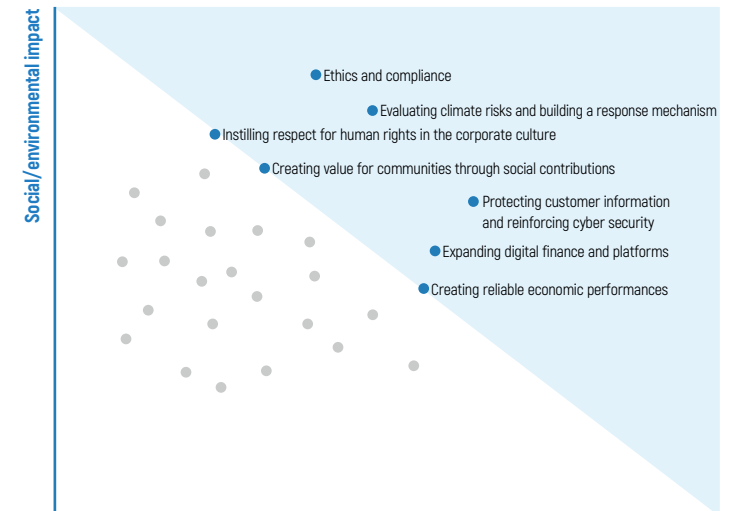 Social/environmental impact
Ethics and compliance
Evaluating climate risks and building a response mechanism
Instilling respect for human rights in the corporate culture
Creating value for communities through social contributions
Protecting customer information
and reinforcing cyber security
Expanding digital finance and platforms
Creating reliable economic performances